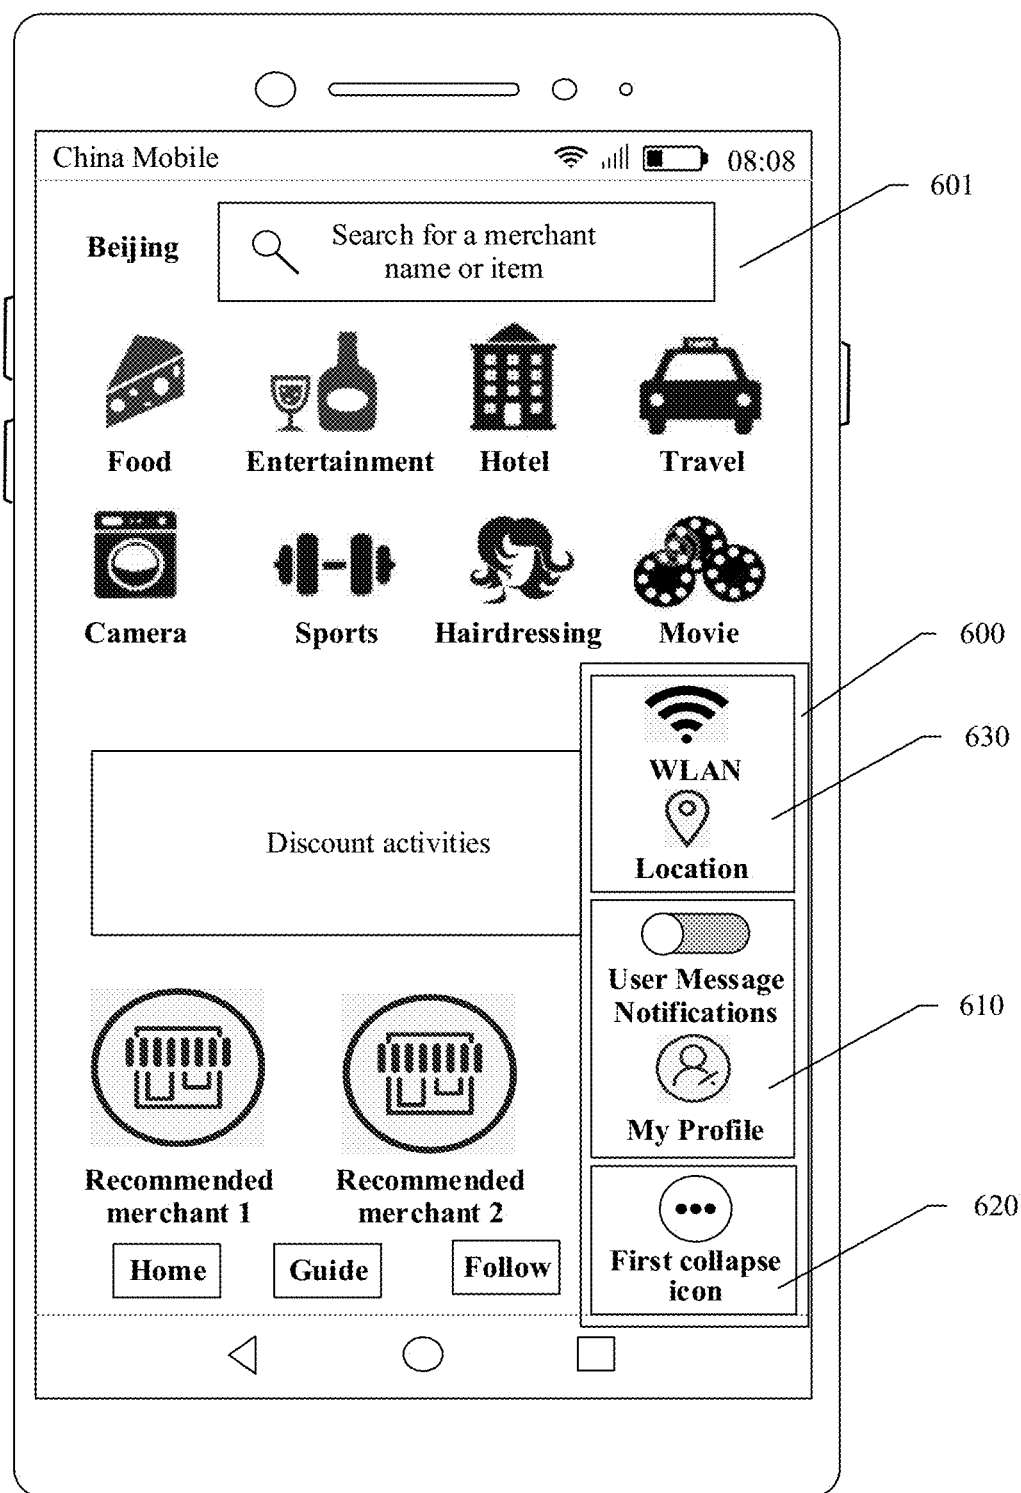 China Mobile 08:08
601
Beijing
Search for a merchant
name or item
Food Entertainment Hotel Travel
Camera Sports Hairdressing Movie
600
630
WLAN
Location
Discount activities
User Message
Notifications
610
My Profile
Recommended
merchant 1
Recommended
merchant 2
620
First collapse
icon
Home Guide Follow